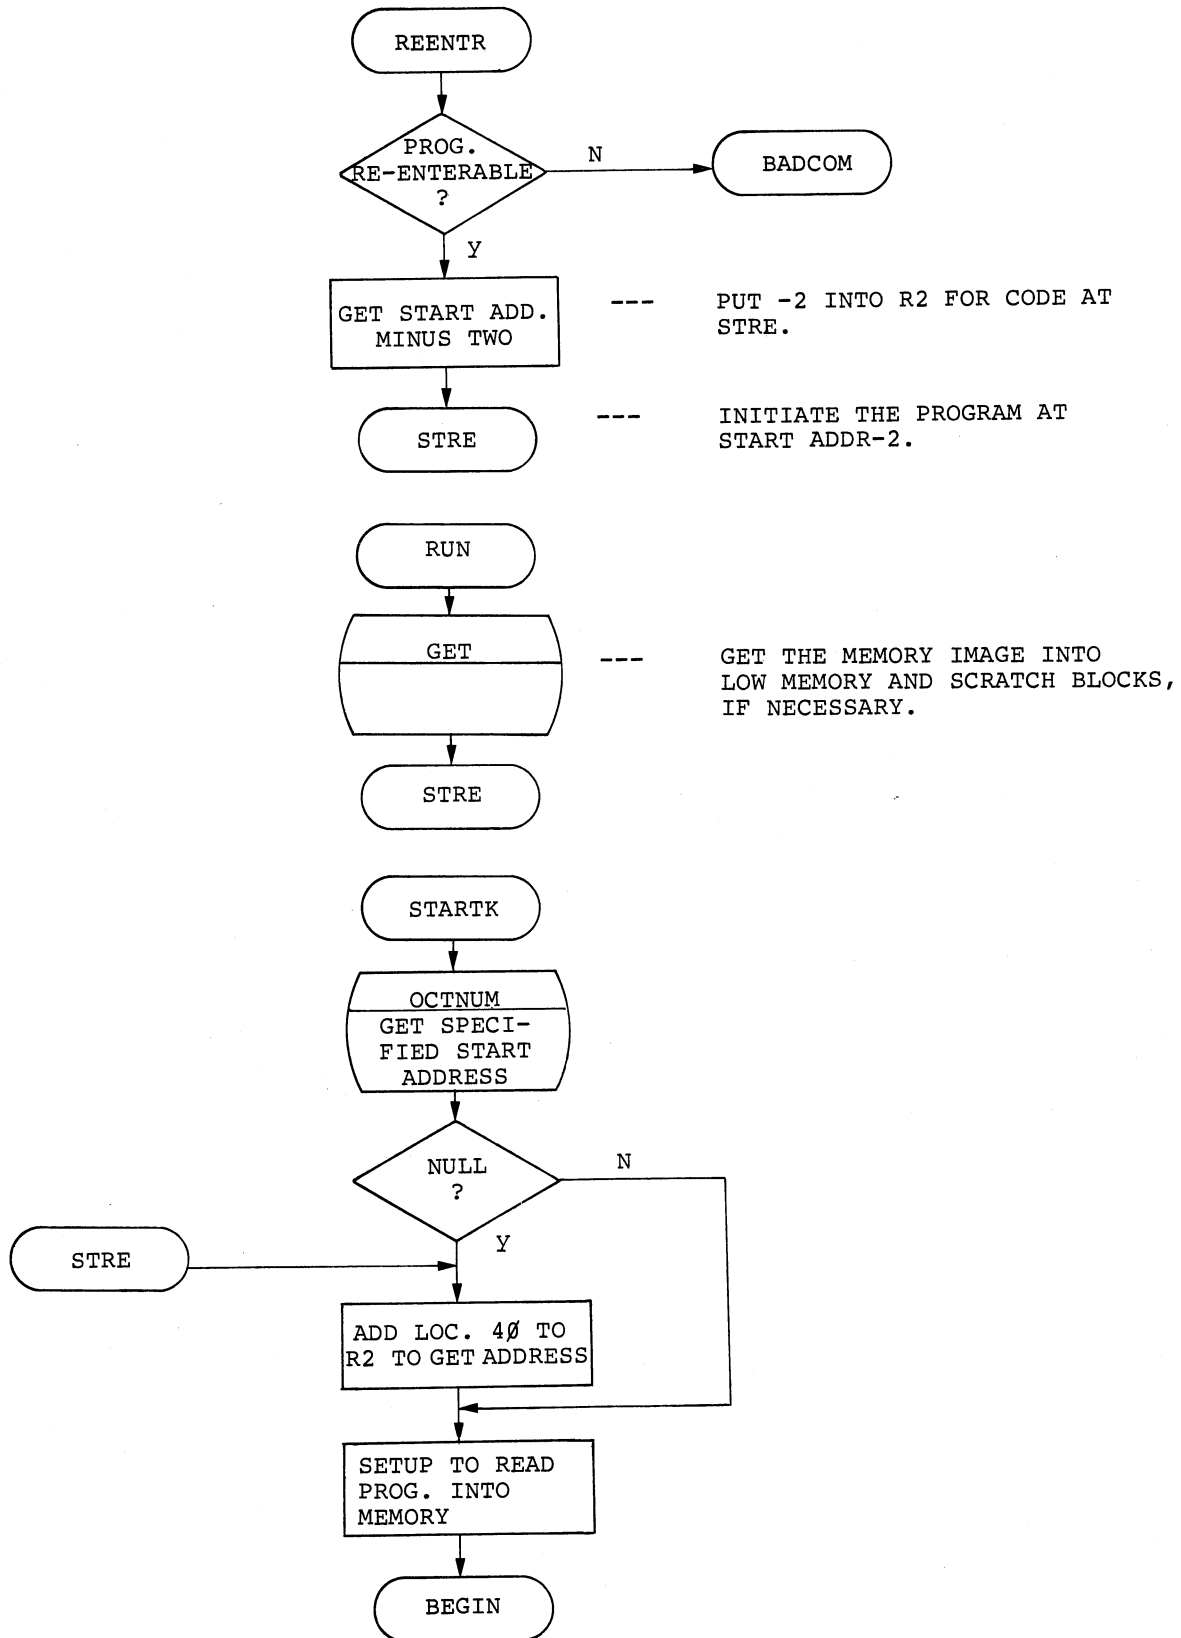 REENTR
PROG.
RE-ENTERABLE
?
N
BADCOM
Y
GET START ADD.
MINUS TWO
--- PUT -2 INTO R2 FOR CODE AT
STRE.
STRE
--- INITIATE THE PROGRAM AT
START ADDR-2.
RUN
GET
--- GET THE MEMORY IMAGE INTO
LOW MEMORY AND SCRATCH BLOCKS,
IF NECESSARY.
STRE
STARTK
OCTNUM
GET SPECI-
FIED START
ADDRESS
NULL
?
N
Y
STRE
ADD LOC. 4Ø TO
R2 TO GET ADDRESS
SETUP TO READ
PROG. INTO
MEMORY
BEGIN